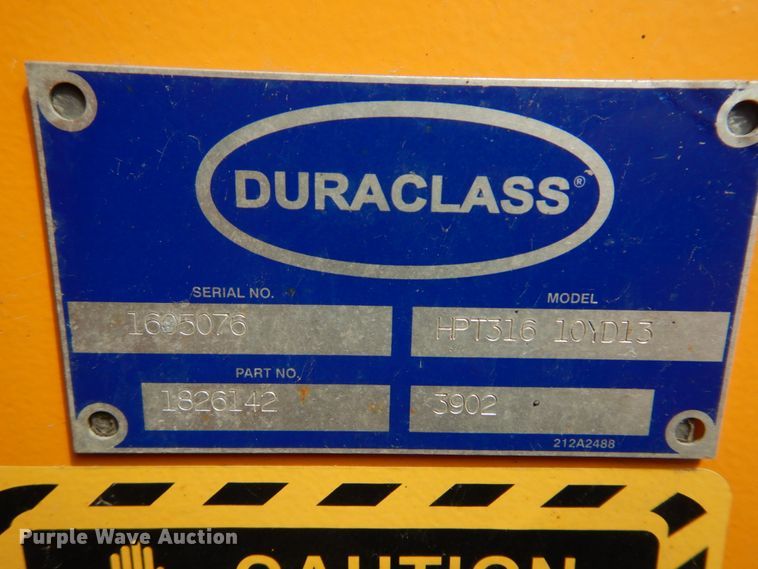 DURACLASS®
SERIAL NO. MODEL
1605076 HPT316 10YD13
PART NO.
1826142 3902
212A2488
CAUTION
Purple Wave Auction